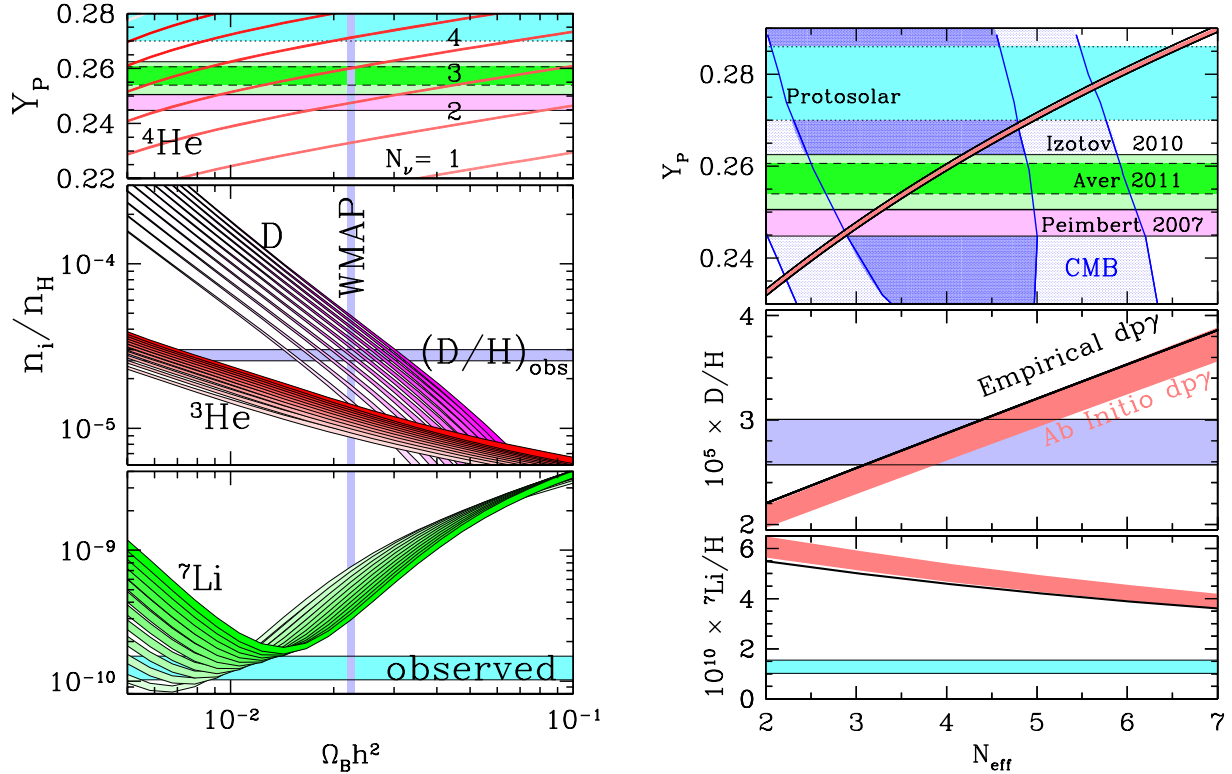 0.28
0.26
0.24
0.22
Y_P
⁴He
4
3
2
N_ν= 1
10⁻⁴
10⁻⁵
n_i/n_H
D
WMAP
(D/H)_obs
³He
10⁻⁹
10⁻¹⁰
⁷Li
observed
10⁻²
10⁻¹
Ω_B h²
0.28
0.26
0.24
Y_P
Protosolar
Izotov 2010
Aver 2011
Peimbert 2007
CMB
4
3
2
10⁵ × D/H
Empirical dpγ
Ab Initio dpγ
6
4
2
0
10¹⁰ × ⁷Li/H
2 3 4 5 6 7
N_eff